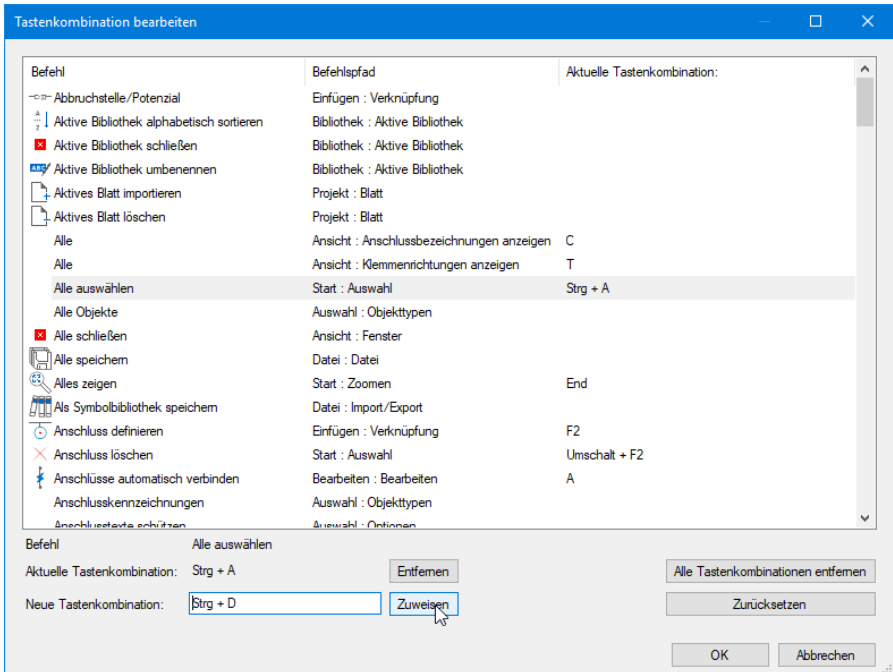 Tastenkombination bearbeiten
Befehl Befehlspfad Aktuelle Tastenkombination:
Abbruchstelle/Potenzial Einfügen : Verknüpfung
Aktive Bibliothek alphabetisch sortieren Bibliothek : Aktive Bibliothek
Aktive Bibliothek schließen Bibliothek : Aktive Bibliothek
ABC Aktive Bibliothek umbenennen Bibliothek : Aktive Bibliothek
Aktives Blatt importieren Projekt : Blatt
Aktives Blatt löschen Projekt : Blatt
Alle Ansicht : Anschlussbezeichnungen anzeigen C
Alle Ansicht : Klemmenrichtungen anzeigen T
Alle auswählen Start : Auswahl Strg + A
Alle Objekte Auswahl : Objekttypen
Alle schließen Ansicht : Fenster
Alle speichern Datei : Datei
Alles zeigen Start : Zoomen End
Als Symbolbibliothek speichern Datei : Import/Export
Anschluss definieren Einfügen : Verknüpfung F2
Anschluss löschen Start : Auswahl Umschalt + F2
Anschlüsse automatisch verbinden Bearbeiten : Bearbeiten A
Anschlusskennzeichnungen Auswahl : Objekttypen
Anschlusstexte schützen Auswahl : Optionen
Befehl Alle auswählen
Aktuelle Tastenkombination: Strg + A Entfernen Alle Tastenkombinationen entfernen
Neue Tastenkombination: Strg + D Zuweisen Zurücksetzen
OK Abbrechen